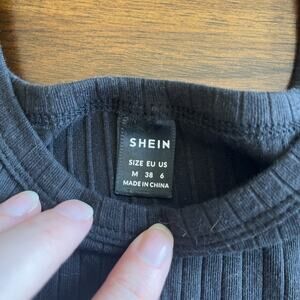 SHEIN
SIZE EU US
M 38 6
MADE IN CHINA